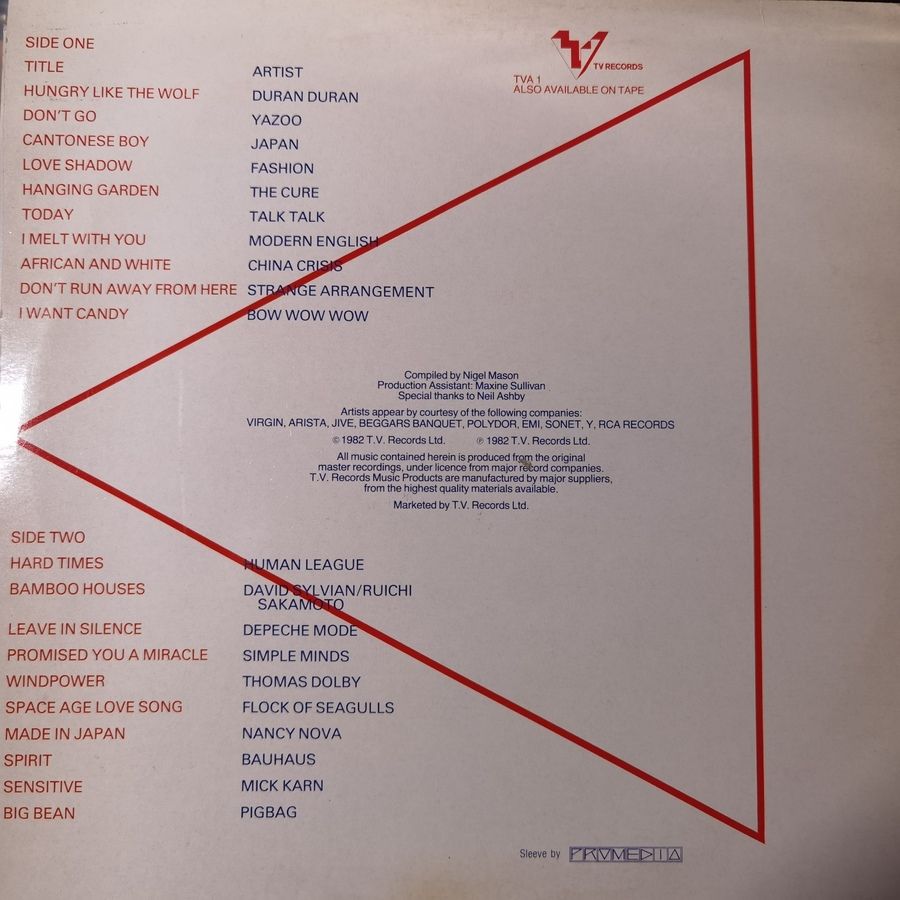 SIDE ONE
TITLE ARTIST
HUNGRY LIKE THE WOLF DURAN DURAN
DON'T GO YAZOO
CANTONESE BOY JAPAN
LOVE SHADOW FASHION
HANGING GARDEN THE CURE
TODAY TALK TALK
I MELT WITH YOU MODERN ENGLISH
AFRICAN AND WHITE CHINA CRISIS
DON'T RUN AWAY FROM HERE STRANGE ARRANGEMENT
I WANT CANDY BOW WOW WOW
TV RECORDS
TVA 1
ALSO AVAILABLE ON TAPE
Compiled by Nigel Mason
Production Assistant: Maxine Sullivan
Special thanks to Neil Ashby
Artists appear by courtesy of the following companies:
VIRGIN, ARISTA, JIVE, BEGGARS BANQUET, POLYDOR, EMI, SONET, Y, RCA RECORDS
© 1982 T.V. Records Ltd. ℗ 1982 T.V. Records Ltd.
All music contained herein is produced from the original
master recordings, under licence from major record companies.
T.V. Records Music Products are manufactured by major suppliers,
from the highest quality materials available.
Marketed by T.V. Records Ltd.
SIDE TWO
HARD TIMES HUMAN LEAGUE
BAMBOO HOUSES DAVID SYLVIAN/RUICHI
SAKAMOTO
LEAVE IN SILENCE DEPECHE MODE
PROMISED YOU A MIRACLE SIMPLE MINDS
WINDPOWER THOMAS DOLBY
SPACE AGE LOVE SONG FLOCK OF SEAGULLS
MADE IN JAPAN NANCY NOVA
SPIRIT BAUHAUS
SENSITIVE MICK KARN
BIG BEAN PIGBAG
Sleeve by PROMEDIA